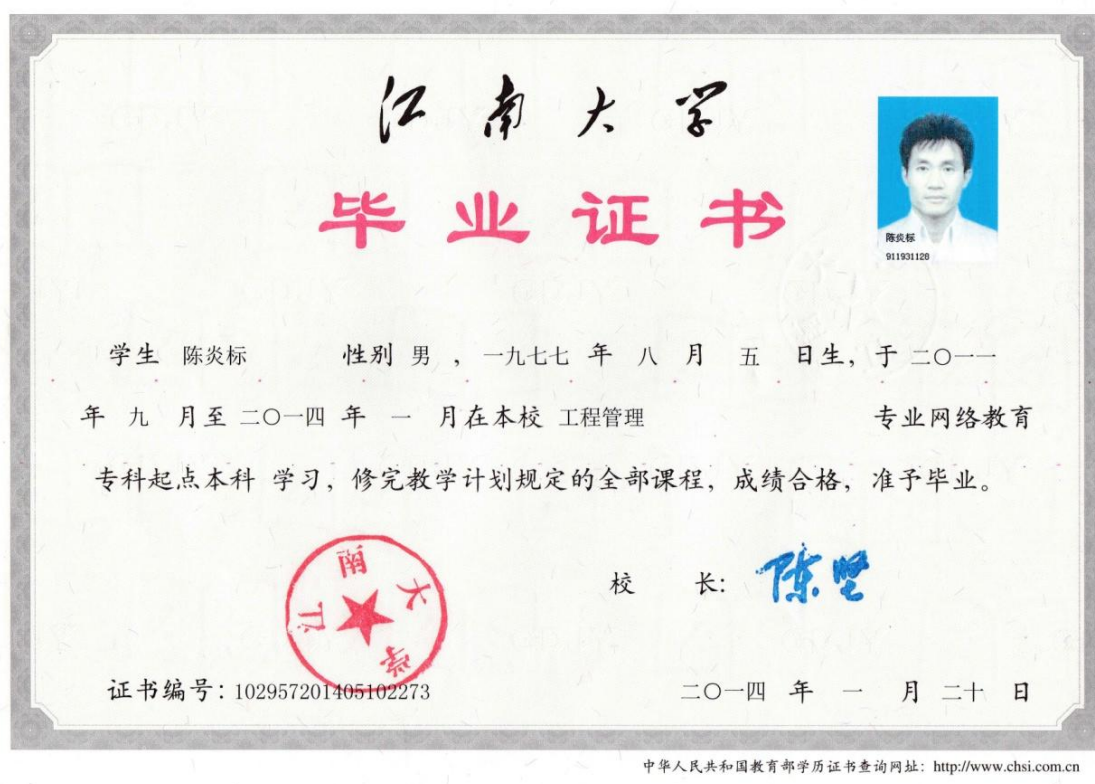 江南大学
毕业证书
陈炎标
911931128
学生 陈炎标 性别 男 ，一九七七 年 八 月 五 日生，于 二〇一一
年 九 月至 二〇一四 年 一 月在本校 工程管理 专业网络教育
专科起点本科 学习，修完教学计划规定的全部课程，成绩合格，准予毕业。
江南大学
校 长：陈坚
证书编号：102957201405102273
二〇一四 年 一 月 二十 日
中华人民共和国教育部学历证书查询网址：http://www.chsi.com.cn